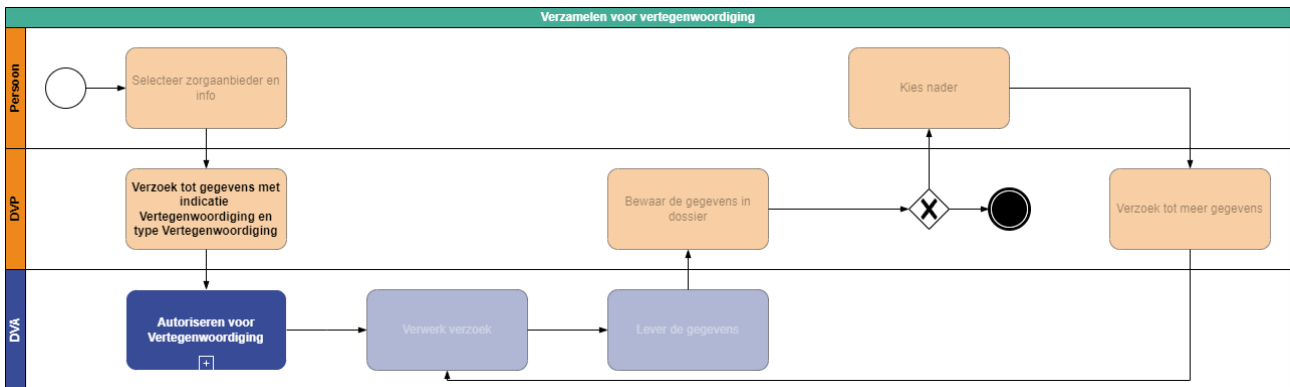 Verzamelen voor vertegenwoordiging
Persoon
Selecteer zorgaanbieder en
info
Kies nader
DVP
Verzoek tot gegevens met
indicatie
Vertegenwoordiging en
type Vertegenwoordiging
Bewaar de gegevens in
dossier
Verzoek tot meer gegevens
DVA
Autoriseren voor
Vertegenwoordiging
Verwerk verzoek
Lever de gegevens